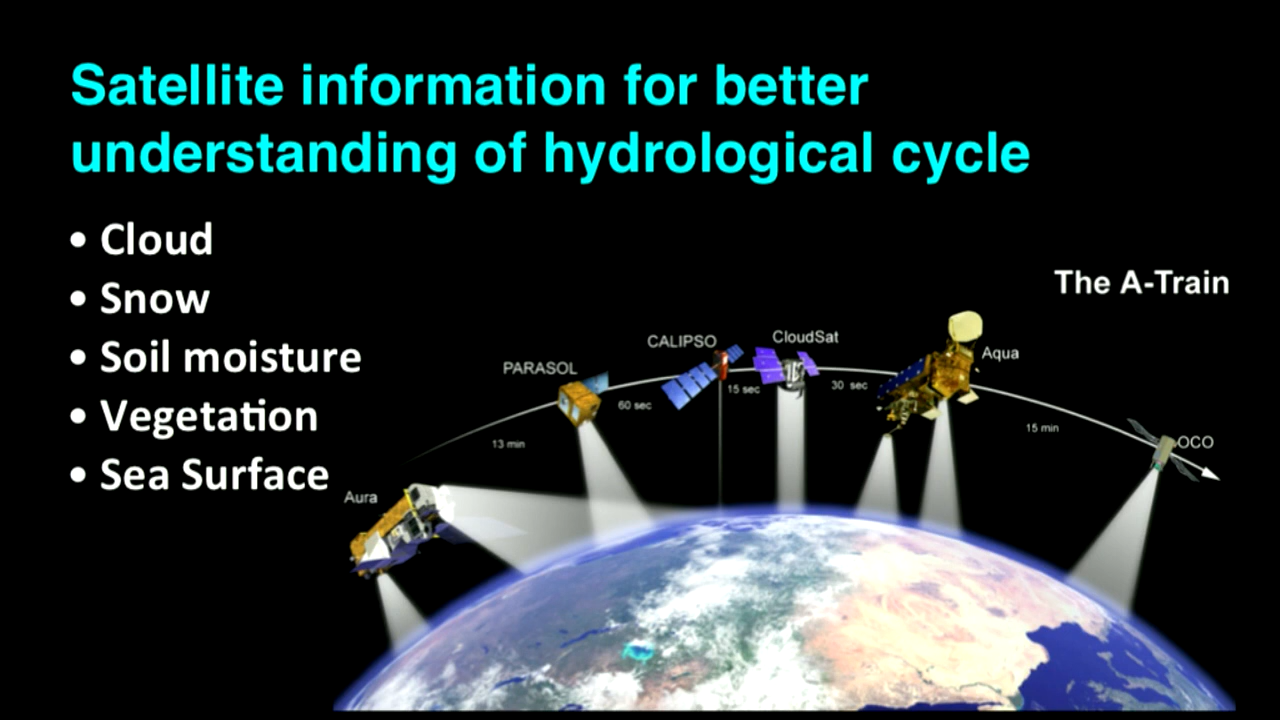 Satellite information for better
understanding of hydrological cycle
• Cloud
• Snow
• Soil moisture
• Vegetation
• Sea Surface
The A-Train
CloudSat
CALIPSO
Aqua
PARASOL
15 sec
30 sec
60 sec
15 min
13 min
OCO
Aura